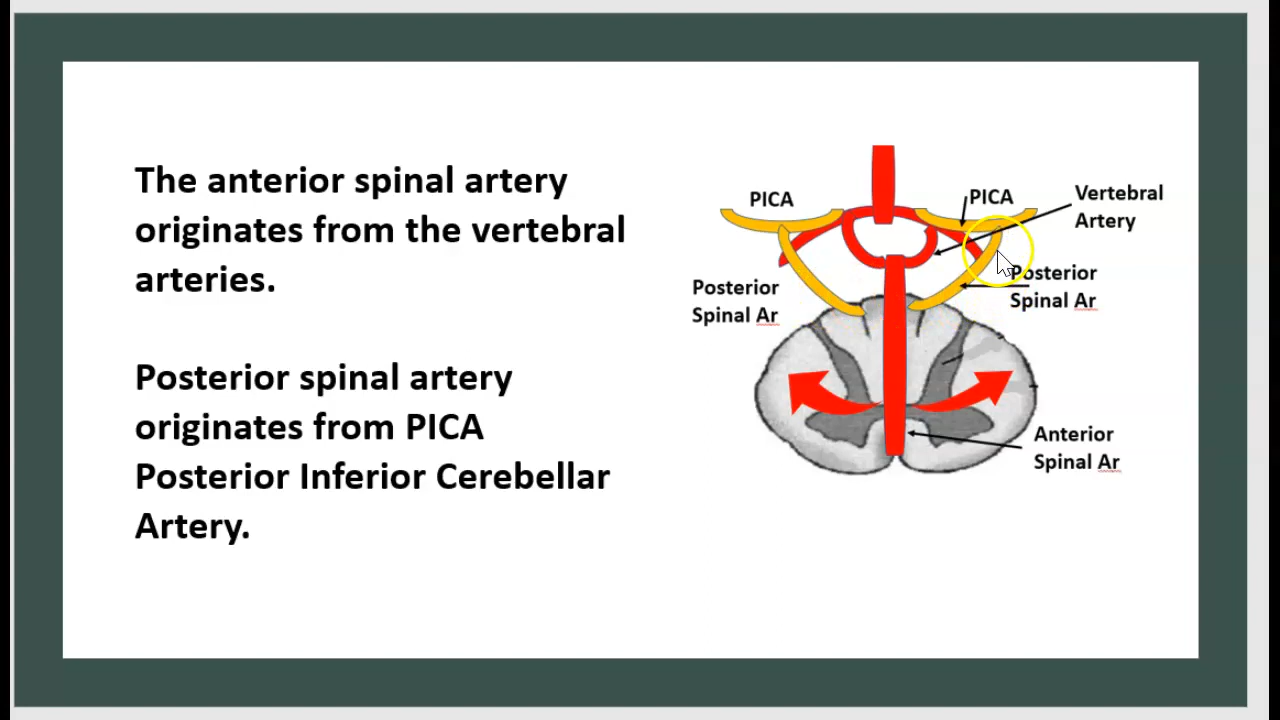 The anterior spinal artery
originates from the vertebral
arteries.
Posterior spinal artery
originates from PICA
Posterior Inferior Cerebellar
Artery.
PICA
PICA
Vertebral
Artery
Posterior
Spinal Ar
Posterior
Spinal Ar
Anterior
Spinal Ar